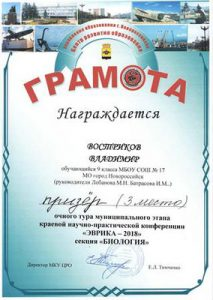 управление образования г. Новороссийск
Центр развития образования
ГРАМОТА
Награждается
ВОСТРИКОВ
ВЛАДИМИР
обучающийся 9 класса МБОУ СОШ № 17
МО город Новороссийск
(руководители Лобанова М.Н. Батрасова И.М..)
призёр (3 место)
очного тура муниципального этапа
краевой научно-практической конференции
«ЭВРИКА – 2018»
секция «БИОЛОГИЯ»
Директор МКУ ЦРО
Е.Л. Тимченко